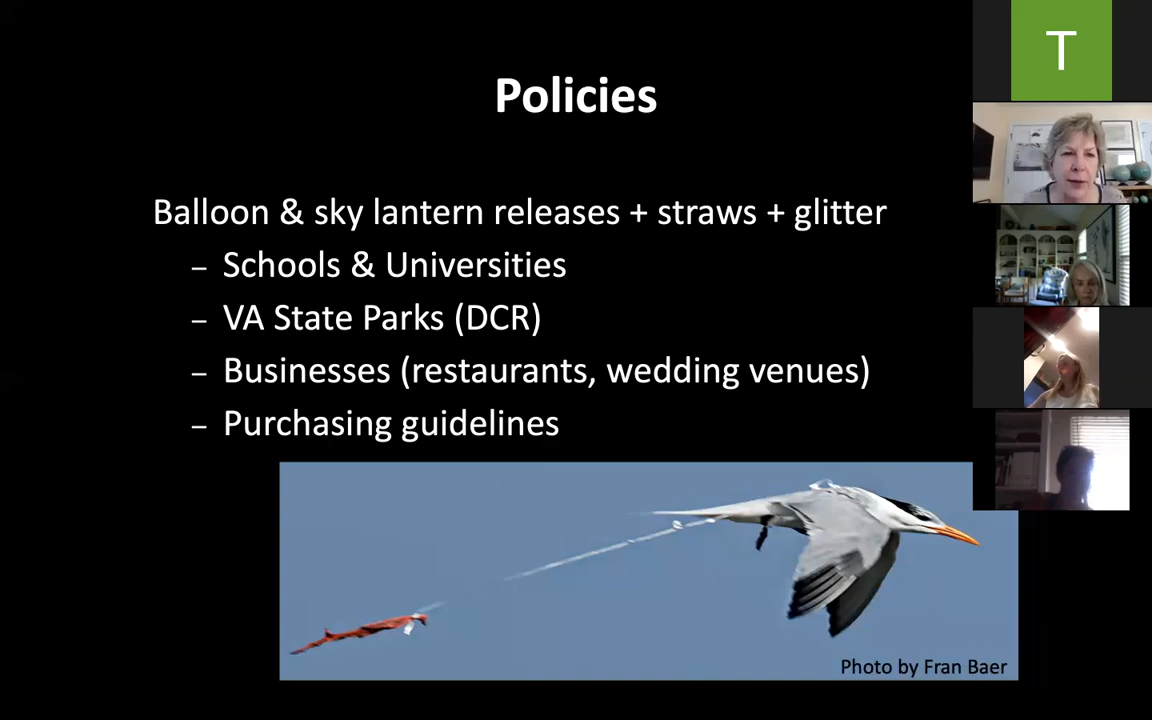 Policies
Balloon & sky lantern releases + straws + glitter
– Schools & Universities
– VA State Parks (DCR)
– Businesses (restaurants, wedding venues)
– Purchasing guidelines
Photo by Fran Baer
T